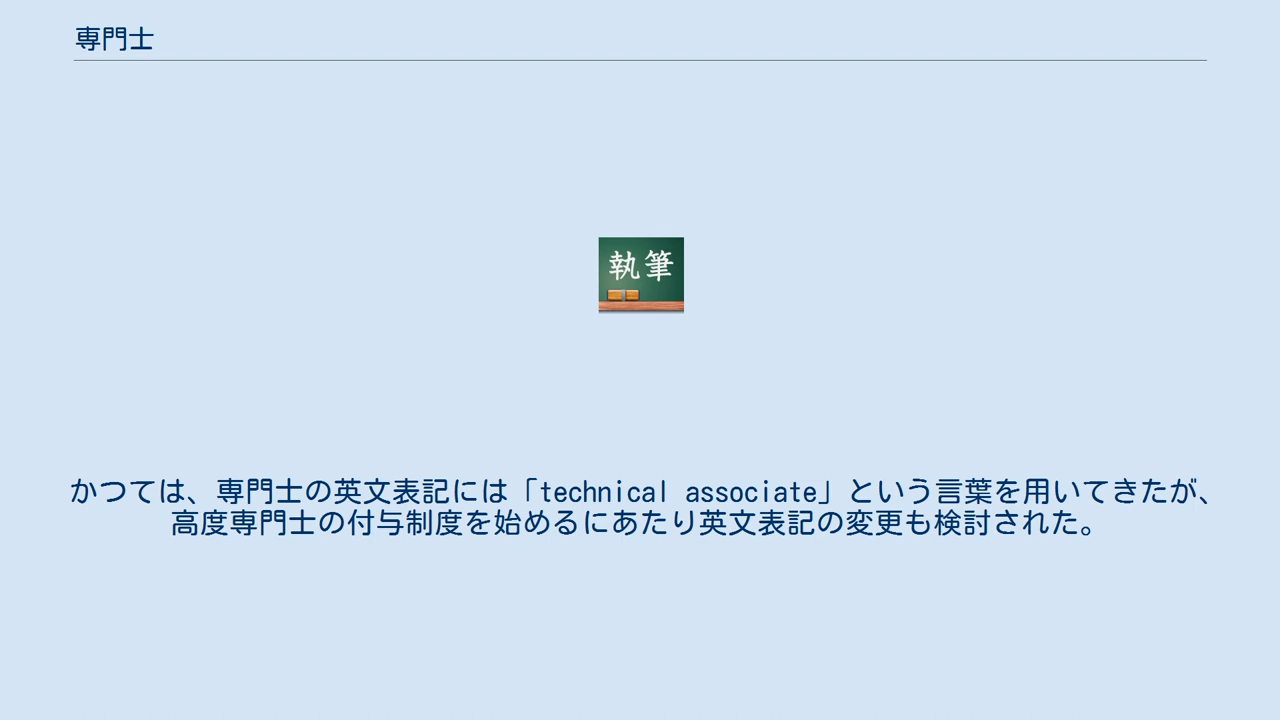 専門士
執筆
かつては、専門士の英文表記には「technical associate」という言葉を用いてきたが、
高度専門士の付与制度を始めるにあたり英文表記の変更も検討された。